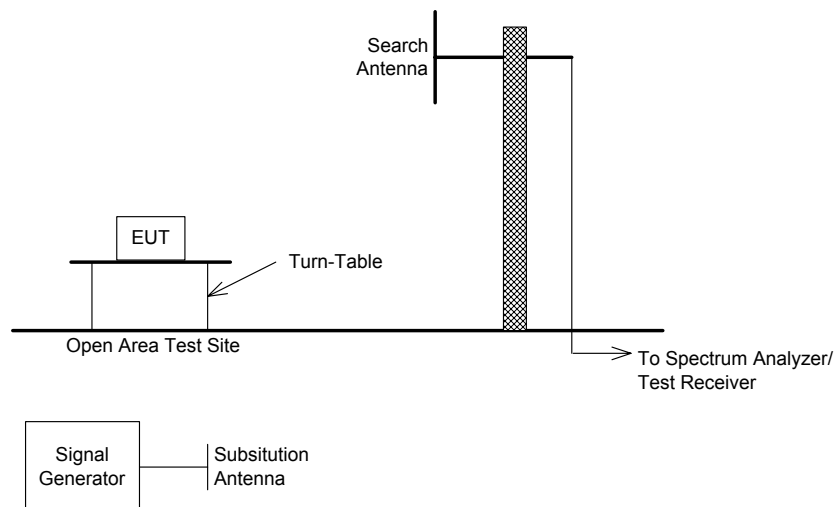 Search
Antenna
EUT
Turn-Table
Open Area Test Site
To Spectrum Analyzer/
Test Receiver
Signal
Generator
Subsitution
Antenna